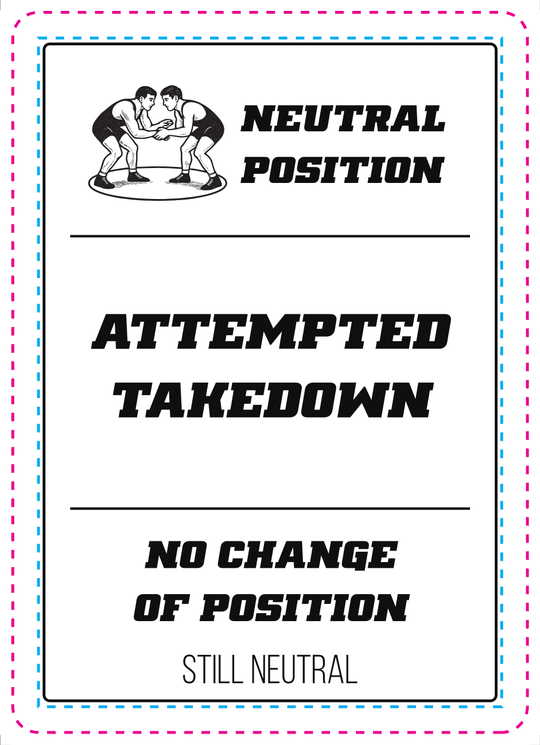 NEUTRAL
POSITION
ATTEMPTED
TAKEDOWN
NO CHANGE
OF POSITION
STILL NEUTRAL